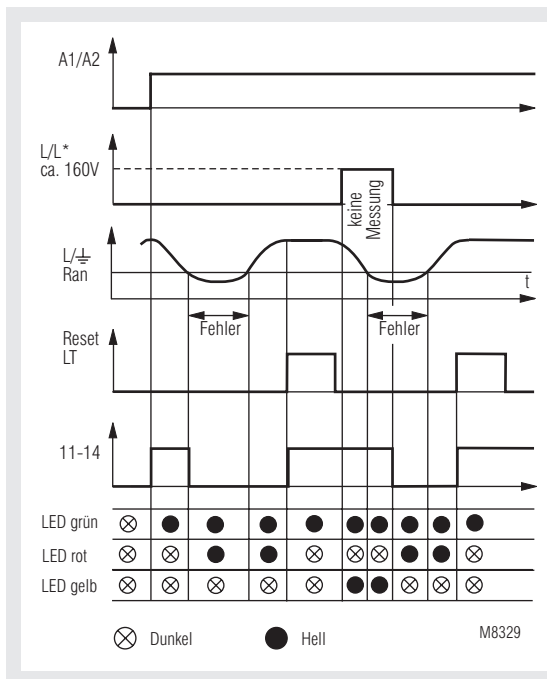 A1/A2
L/L*
ca. 160V
keine
Messung
L/⏚
Ran
t
Fehler
Fehler
Reset
LT
11-14
LED grün
LED rot
LED gelb
Dunkel
Hell
M8329